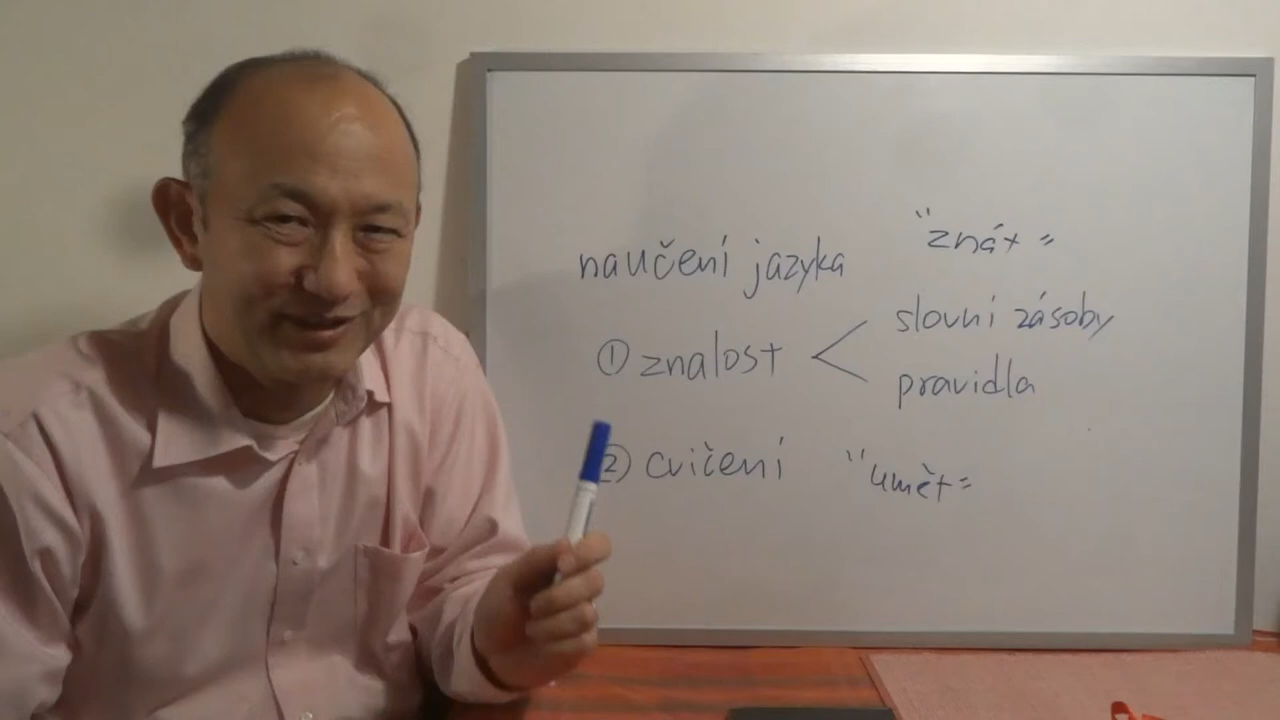 "znát"
naučení jazyka
slovní zásoby
① znalost <
pravidla
② cvičení "umět"